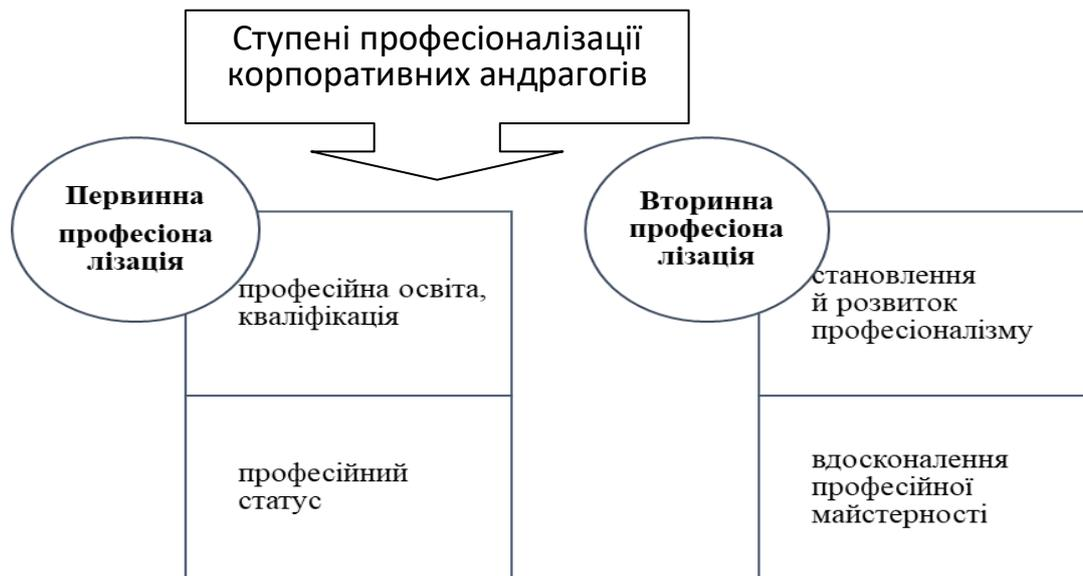 Ступені професіоналізації
корпоративних андрагогів
Первинна
професіона
лізація
професійна освіта,
кваліфікація
професійний
статус
Вторинна
професіона
лізація
становлення
й розвиток
професіоналізму
вдосконалення
професійної
майстерності